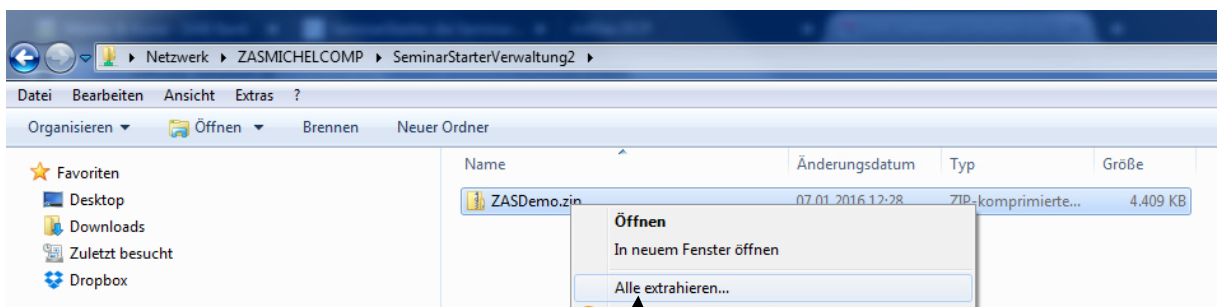 Netzwerk ZASMICHELCOMP SeminarStarterVerwaltung2
Datei Bearbeiten Ansicht Extras ?
Organisieren Öffnen Brennen Neuer Ordner
Name Änderungsdatum Typ Größe
Favoriten
Desktop
Downloads
Zuletzt besucht
Dropbox
ZASDemo.zip 07.01.2016 12:28 ZIP-komprimierte... 4.409 KB
Öffnen
In neuem Fenster öffnen
Alle extrahieren...